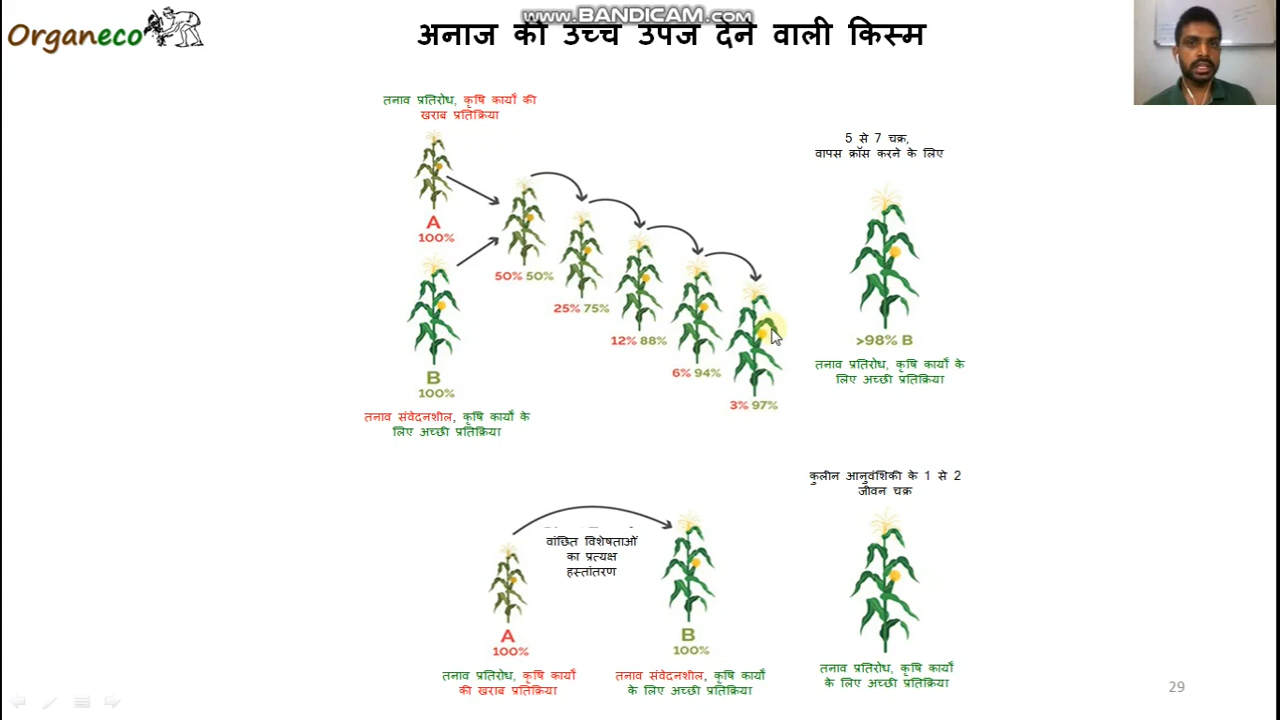 www.BANDICAM.com
Organeco
अनाज की उच्च उपज देने वाली किस्म
तनाव प्रतिरोध, कृषि कार्यों की
खराब प्रतिक्रिया
A
100%
B
100%
तनाव संवेदनशील, कृषि कार्यों के
लिए अच्छी प्रतिक्रिया
50% 50%
25% 75%
12% 88%
6% 94%
3% 97%
5 से 7 चक्र,
वापस क्रॉस करने के लिए
>98% B
तनाव प्रतिरोध, कृषि कार्यों के
लिए अच्छी प्रतिक्रिया
वांछित विशेषताओं
का प्रत्यक्ष
हस्तांतरण
A
100%
तनाव प्रतिरोध, कृषि कार्यों
की खराब प्रतिक्रिया
B
100%
तनाव संवेदनशील, कृषि कार्यों
के लिए अच्छी प्रतिक्रिया
कुलीन आनुवंशिकी के 1 से 2
जीवन चक्र
तनाव प्रतिरोध, कृषि कार्यों
के लिए अच्छी प्रतिक्रिया
29